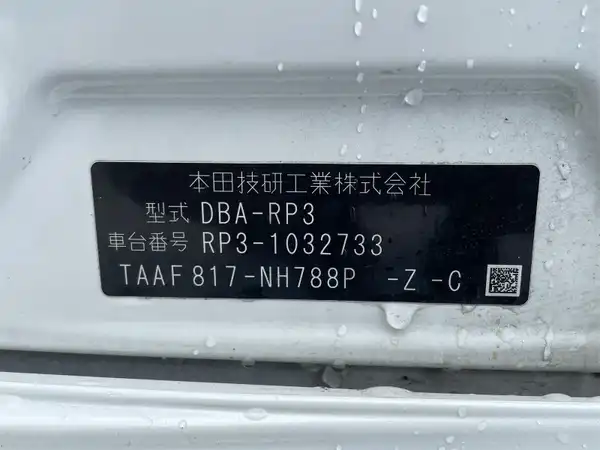 本田技研工業株式会社
型式 DBA-RP3
車台番号 RP3-1032733
TAAF817-NH788P -Z-C